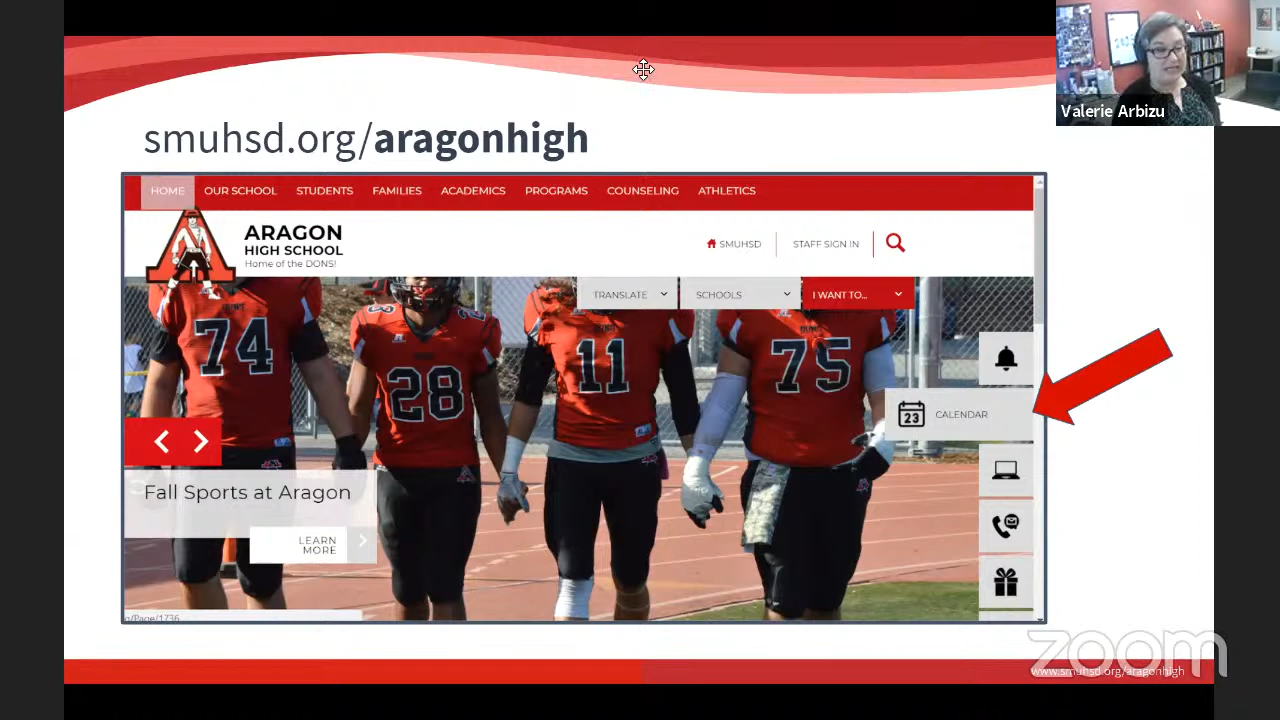 Valerie Arbizu
smuhsd.org/aragonhigh
HOME OUR SCHOOL STUDENTS FAMILIES ACADEMICS PROGRAMS COUNSELING ATHLETICS
ARAGON
HIGH SCHOOL
Home of the DONS!
SMUHSD STAFF SIGN IN
TRANSLATE SCHOOLS I WANT TO...
74 28 11 75
23 CALENDAR
Fall Sports at Aragon
LEARN
MORE
/Page/1736
zoom
www.smuhsd.org/aragonhigh